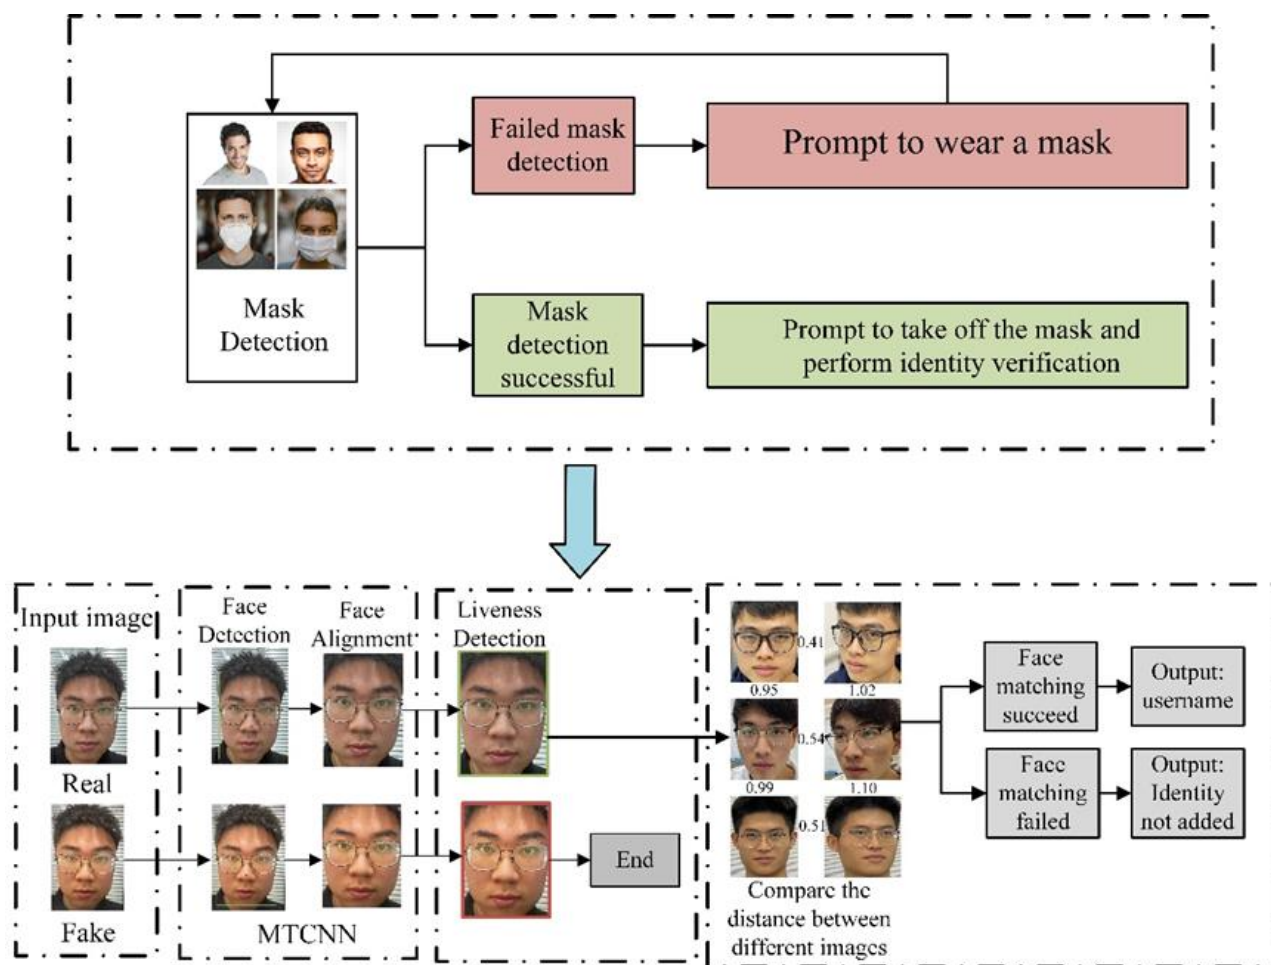 Failed mask
detection
Prompt to wear a mask
Mask
Detection
Mask
detection
successful
Prompt to take off the mask and
perform identity verification
Input image
Real
Fake
Face
Detection
Face
Alignment
MTCNN
Liveness
Detection
End
0.41
0.95
1.02
0.54
0.99
1.10
0.51
Compare the
distance between
different images
Face
matching
succeed
Output:
username
Face
matching
failed
Output:
Identity
not added